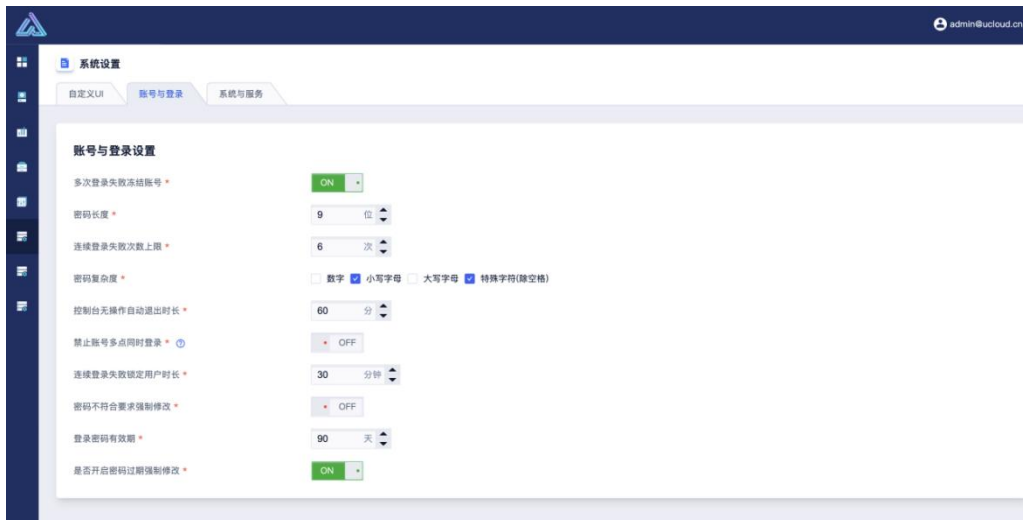 admin@ucloud.cn
系统设置
自定义UI 账号与登录 系统与服务
账号与登录设置
多次登录失败冻结账号 * ON
密码长度 * 9 位
连续登录失败次数上限 * 6 次
密码复杂度 * 数字 小写字母 大写字母 特殊字符(除空格)
控制台无操作自动退出时长 * 60 分
禁止账号多点同时登录 * OFF
连续登录失败锁定用户时长 * 30 分钟
密码不符合要求强制修改 * OFF
登录密码有效期 * 90 天
是否开启密码过期强制修改 * ON